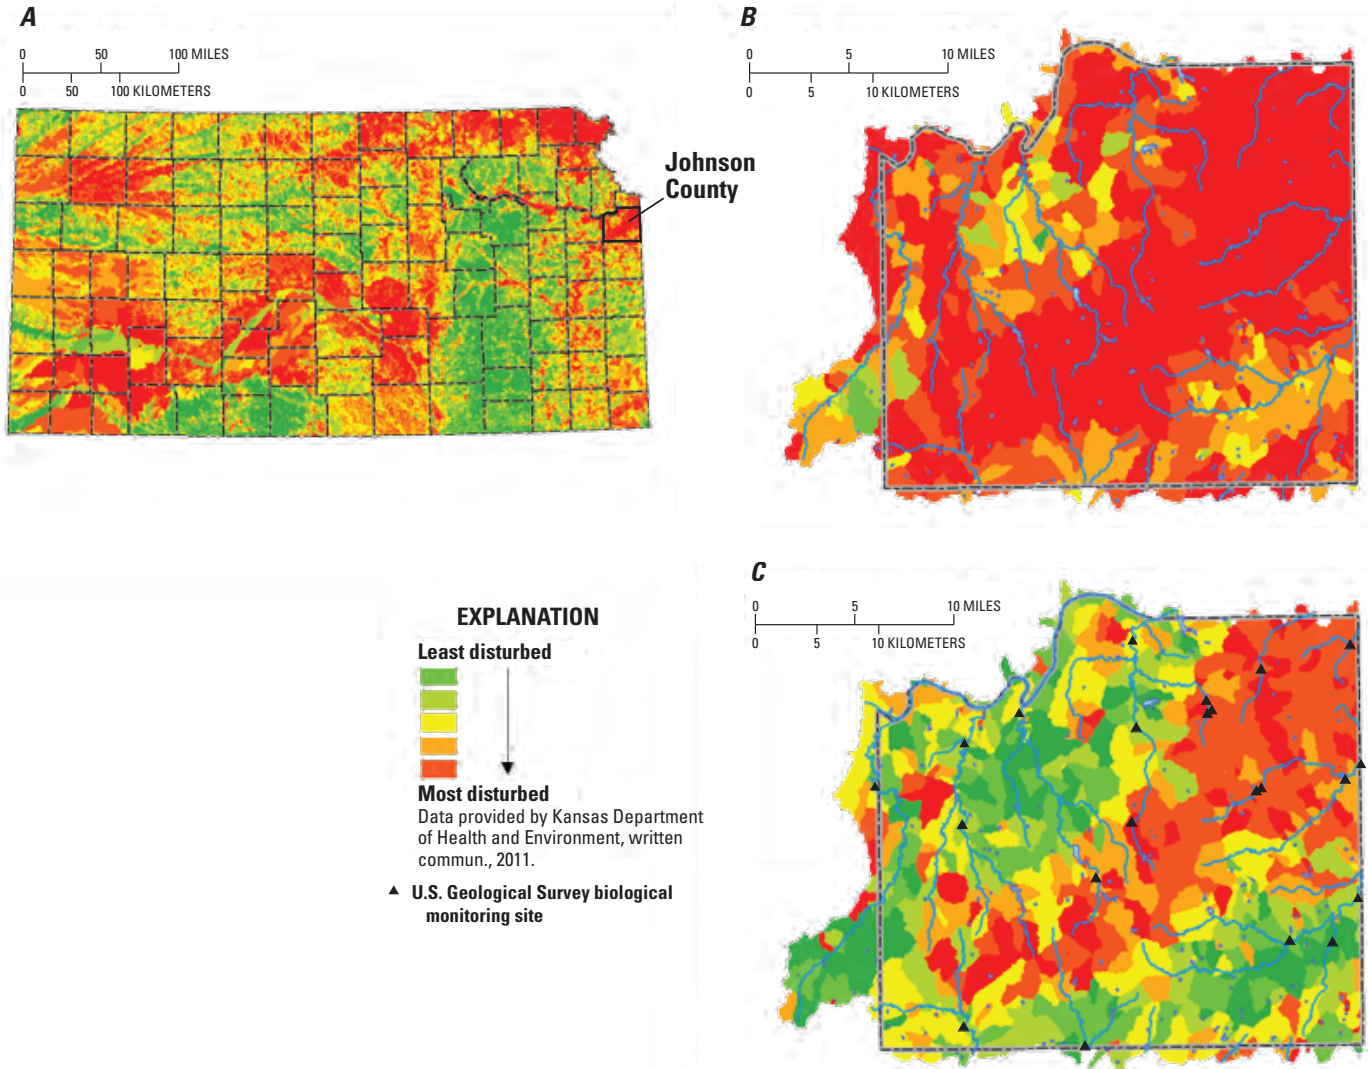 A
0 50 100 MILES
0 50 100 KILOMETERS
Johnson
County
B
0 5 10 MILES
0 5 10 KILOMETERS
C
0 5 10 MILES
0 5 10 KILOMETERS
EXPLANATION
Least disturbed
Most disturbed
Data provided by Kansas Department
of Health and Environment, written
commun., 2011.
U.S. Geological Survey biological
monitoring site